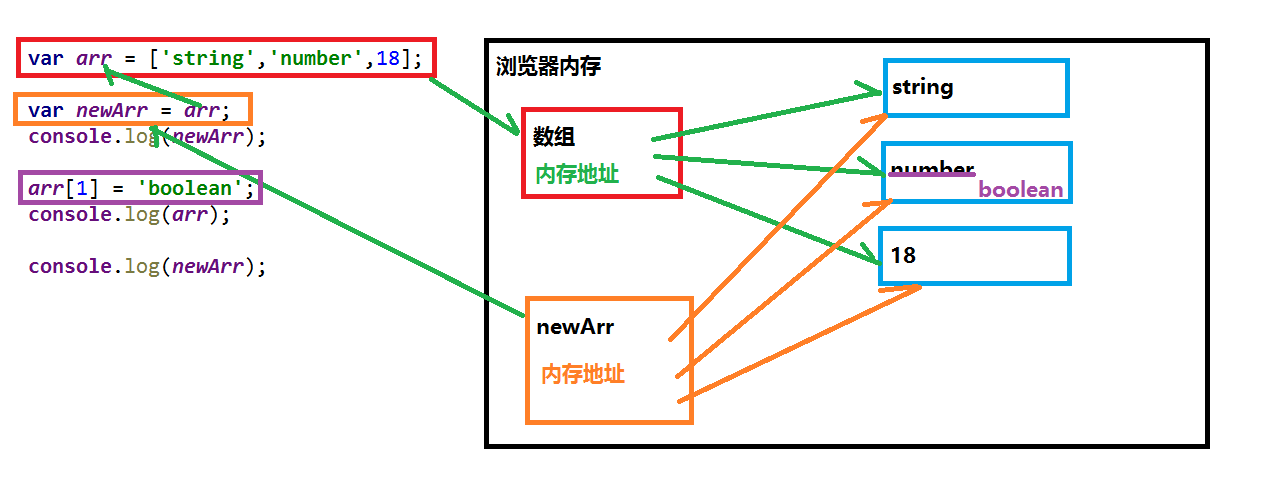 var arr = ['string','number',18];
var newArr = arr;
console.log(newArr);
arr[1] = 'boolean';
console.log(arr);
console.log(newArr);
浏览器内存
数组
内存地址
string
number
boolean
18
newArr
内存地址